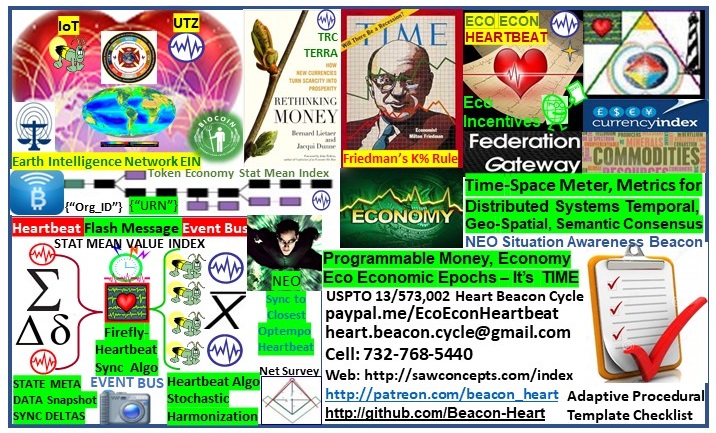 IoT
UTZ
BIOCOIN
Earth Intelligence Network EIN
TRC
TERRA
HOW
NEW CURRENCIES
TURN SCARCITY INTO
PROSPERITY
RETHINKING
MONEY
Bernard Lietaer
and
Jacqui Dunne
Will There Be a Recession?
TIME
Economist
Milton Friedman
Friedman's K% Rule
ECO ECON
HEARTBEAT
Eco
Incentives
€ $ € ¥
currencyindex
Federation
Gateway
MINERALS
COMMODITIES
RESOURCES
Token Economy Stat Mean Index
{"Org_ID"} {"URN"}
ECONOMY
Time-Space Meter, Metrics for
Distributed Systems Temporal,
Geo-Spatial, Semantic Consensus
NEO Situation Awareness Beacon
Heartbeat Flash Message Event Bus
STAT MEAN VALUE INDEX
Σ
Δδ
X̄
Firefly-
Heartbeat
Sync Algo
STATE META
DATA Snapshot
SYNC DELTAS
EVENT BUS
Heartbeat Algo
Stochastic
Harmonization
NEO
Sync to
Closest
Optempo
Heartbeat
Net Survey
Programmable Money, Economy
Eco Economic Epochs – It's TIME
USPTO 13/573,002 Heart Beacon Cycle
paypal.me/EcoEconHeartbeat
heart.beacon.cycle@gmail.com
Cell: 732-768-5440
Web: http://sawconcepts.com/index
http://patreon.com/beacon_heart
http://github.com/Beacon-Heart
Adaptive Procedural
Template Checklist